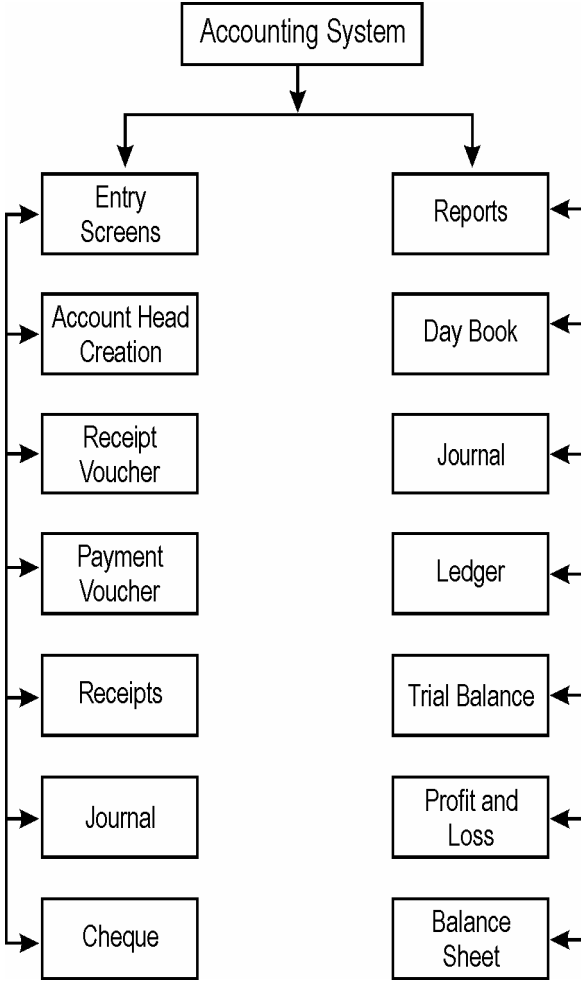 Accounting System
Entry
Screens
Account Head
Creation
Receipt
Voucher
Payment
Voucher
Receipts
Journal
Cheque
Reports
Day Book
Journal
Ledger
Trial Balance
Profit and
Loss
Balance
Sheet